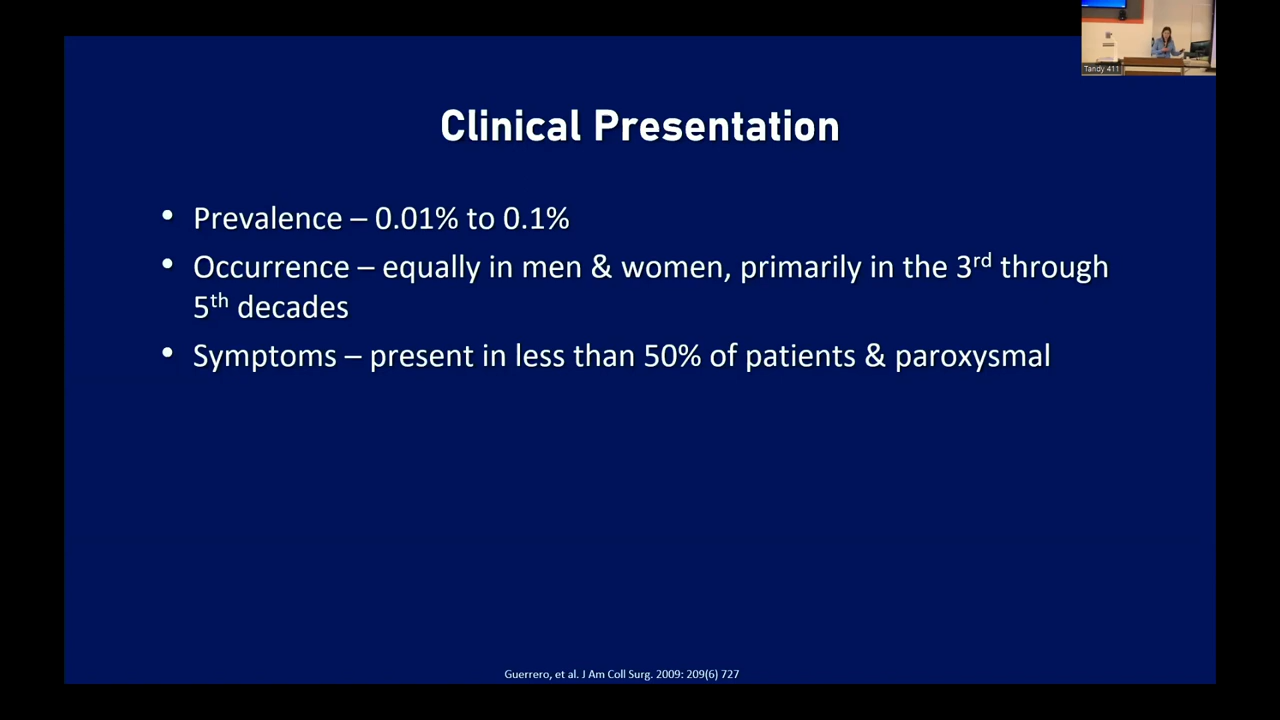 Tandy 411
Clinical Presentation
• Prevalence – 0.01% to 0.1%
• Occurrence – equally in men & women, primarily in the 3rd through
5th decades
• Symptoms – present in less than 50% of patients & paroxysmal
Guerrero, et al. J Am Coll Surg. 2009: 209(6) 727